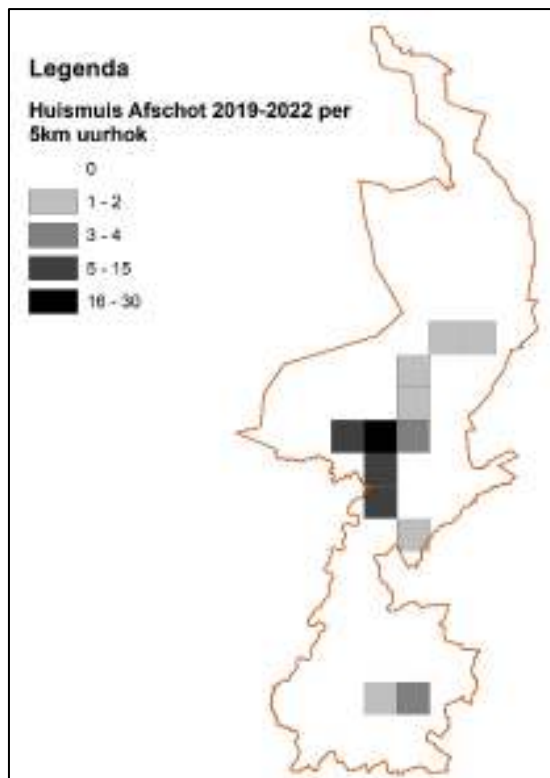 Legenda
Huismuis Afschot 2019-2022 per
5km uurhok
0
1 - 2
3 - 4
5 - 15
16 - 30